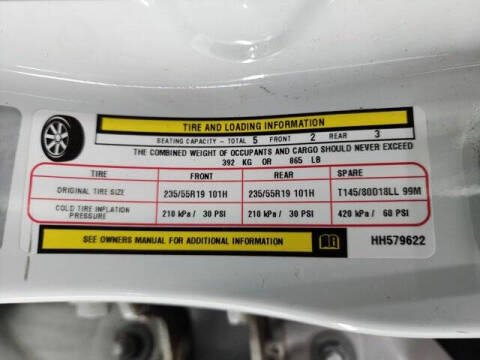 TIRE AND LOADING INFORMATION
SEATING CAPACITY - TOTAL 5 FRONT 2 REAR 3
THE COMBINED WEIGHT OF OCCUPANTS AND CARGO SHOULD NEVER EXCEED
392 KG OR 865 LB
TIRE FRONT REAR SPARE
ORIGINAL TIRE SIZE 235/55R19 101H 235/55R19 101H T145/80D18LL 99M
COLD TIRE INFLATION
PRESSURE 210 kPa / 30 PSI 210 kPa / 30 PSI 420 kPa / 60 PSI
SEE OWNERS MANUAL FOR ADDITIONAL INFORMATION HH579622